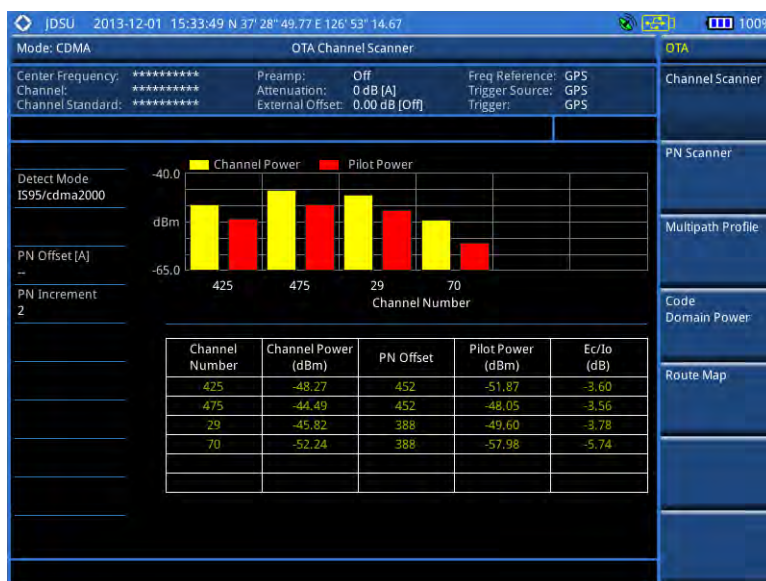 JDSU 2013-12-01 15:33:49 N 37' 28" 49.77 E 126' 53" 14.67 100%
Mode: CDMA OTA Channel Scanner OTA
Center Frequency: ********** Preamp: Off Freq Reference: GPS
Channel: ********** Attenuation: 0 dB [A] Trigger Source: GPS
Channel Standard: ********** External Offset: 0.00 dB [Off] Trigger: GPS
Channel Scanner
PN Scanner
Multipath Profile
Code
Domain Power
Route Map
Detect Mode
IS95/cdma2000
PN Offset [A]
--
PN Increment
2
Channel Power Pilot Power
-40.0
dBm
-65.0
425 475 29 70
Channel Number
Channel Number Channel Power (dBm) PN Offset Pilot Power (dBm) Ec/Io (dB)
425 -48.27 452 -51.87 -3.60
475 -44.49 452 -48.05 -3.56
29 -45.82 388 -49.60 -3.78
70 -52.24 388 -57.98 -5.74